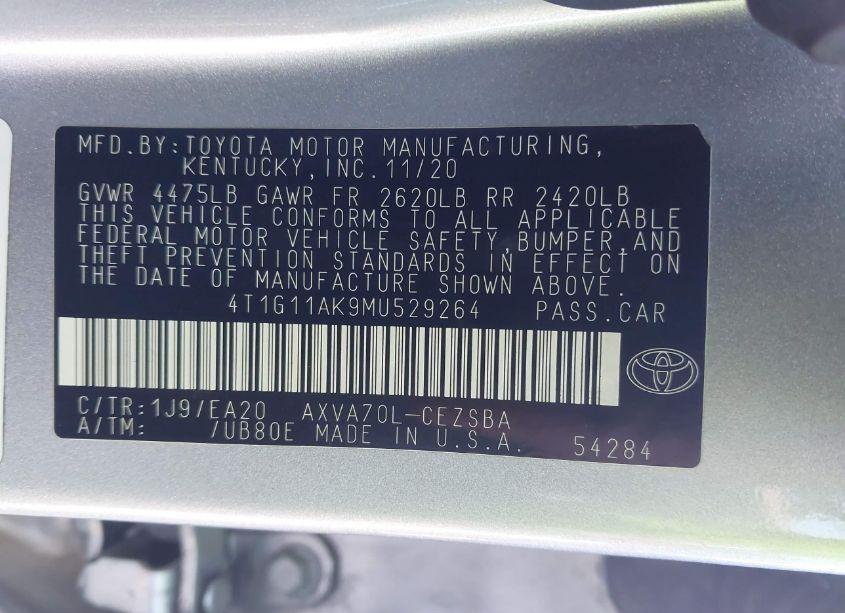 MFD.BY:TOYOTA MOTOR MANUFACTURING,
KENTUCKY,INC.11/20
GVWR 4475LB GAWR FR 2620LB RR 2420LB
THIS VEHICLE CONFORMS TO ALL APPLICABLE
FEDERAL MOTOR VEHICLE SAFETY,BUMPER,AND
THEFT PREVENTION STANDARDS IN EFFECT ON
THE DATE OF MANUFACTURE SHOWN ABOVE.
4T1G11AK9MU529264 PASS.CAR
C/TR:1J9/EA20 AXVA70L-CEZSBA
A/TM: /UB80E MADE IN U.S.A. 54284